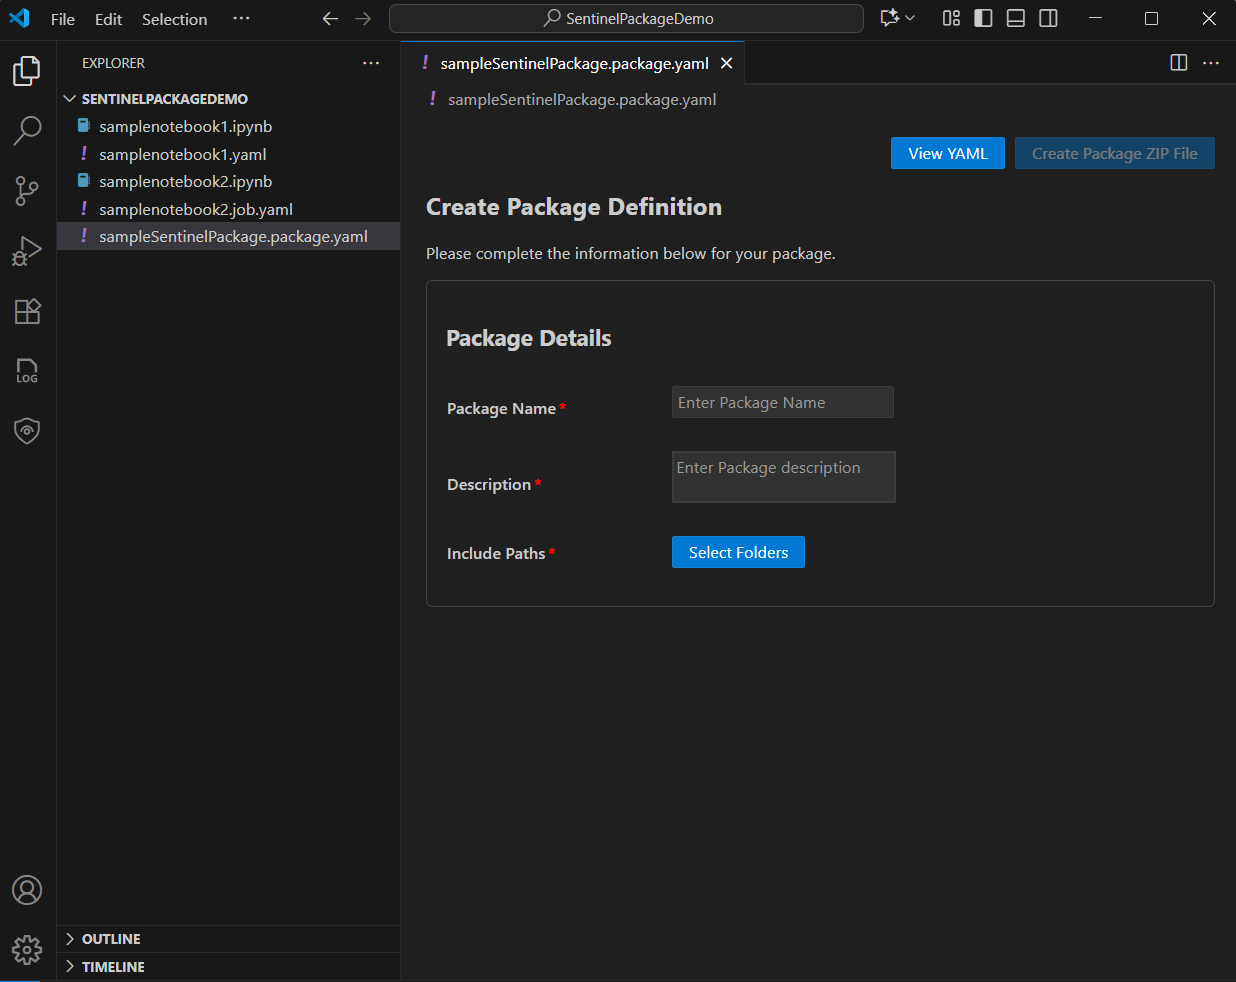 File Edit Selection ··· SentinelPackageDemo
EXPLORER ···
SENTINELPACKAGEDEMO
samplenotebook1.ipynb
! samplenotebook1.yaml
samplenotebook2.ipynb
! samplenotebook2.job.yaml
! sampleSentinelPackage.package.yaml
LOG
OUTLINE
TIMELINE
! sampleSentinelPackage.package.yaml
! sampleSentinelPackage.package.yaml
View YAML Create Package ZIP File
Create Package Definition
Please complete the information below for your package.
Package Details
Package Name* Enter Package Name
Description* Enter Package description
Include Paths* Select Folders